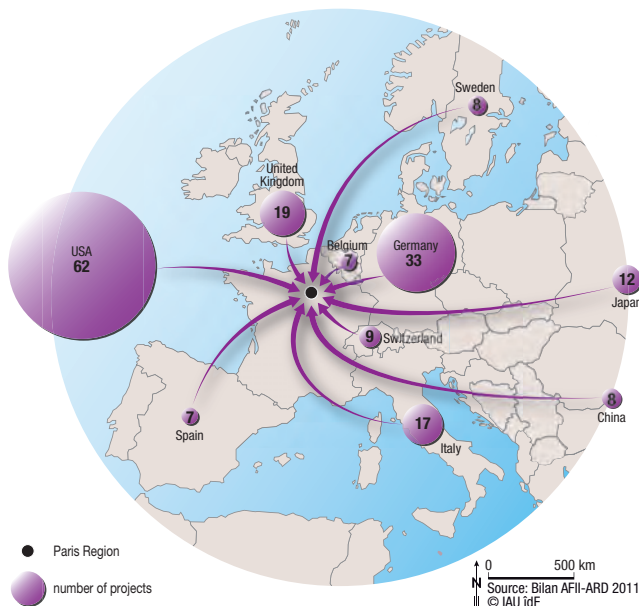 Sweden
8
United
Kingdom
19
USA
62
Belgium
7
Germany
33
12
Japan
9
Switzerland
8
China
7
Spain
17
Italy
Paris Region
number of projects
N
0 500 km
Source: Bilan AFII-ARD 2011
© IAU îdF